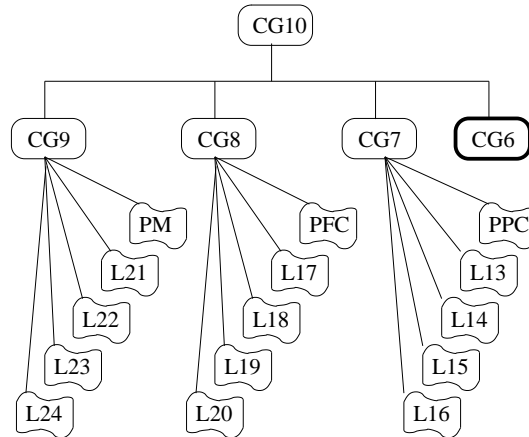 CG10
CG9 CG8 CG7 CG6
PM PFC PPC
L21 L17 L13
L22 L18 L14
L23 L19 L15
L24 L20 L16